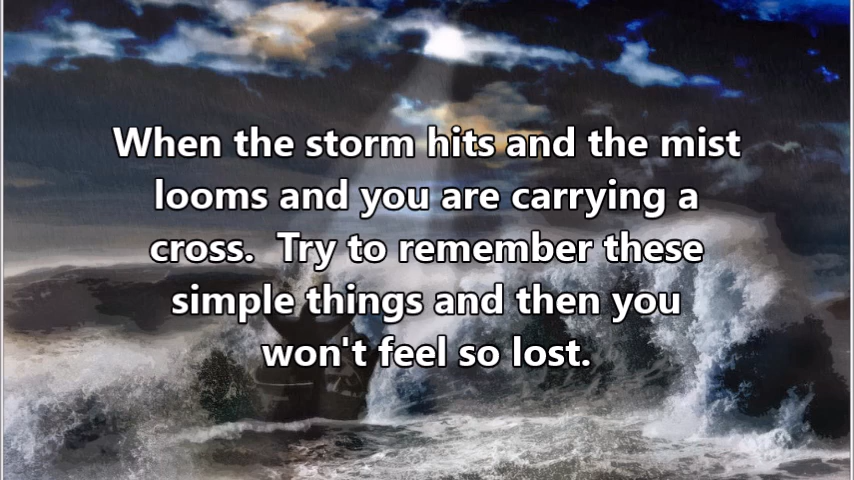 When the storm hits and the mist
looms and you are carrying a
cross.  Try to remember these
simple things and then you
won't feel so lost.